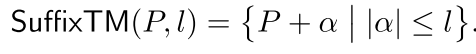 SuffixTM(P, l) = {P + α | |α| ≤ l}.